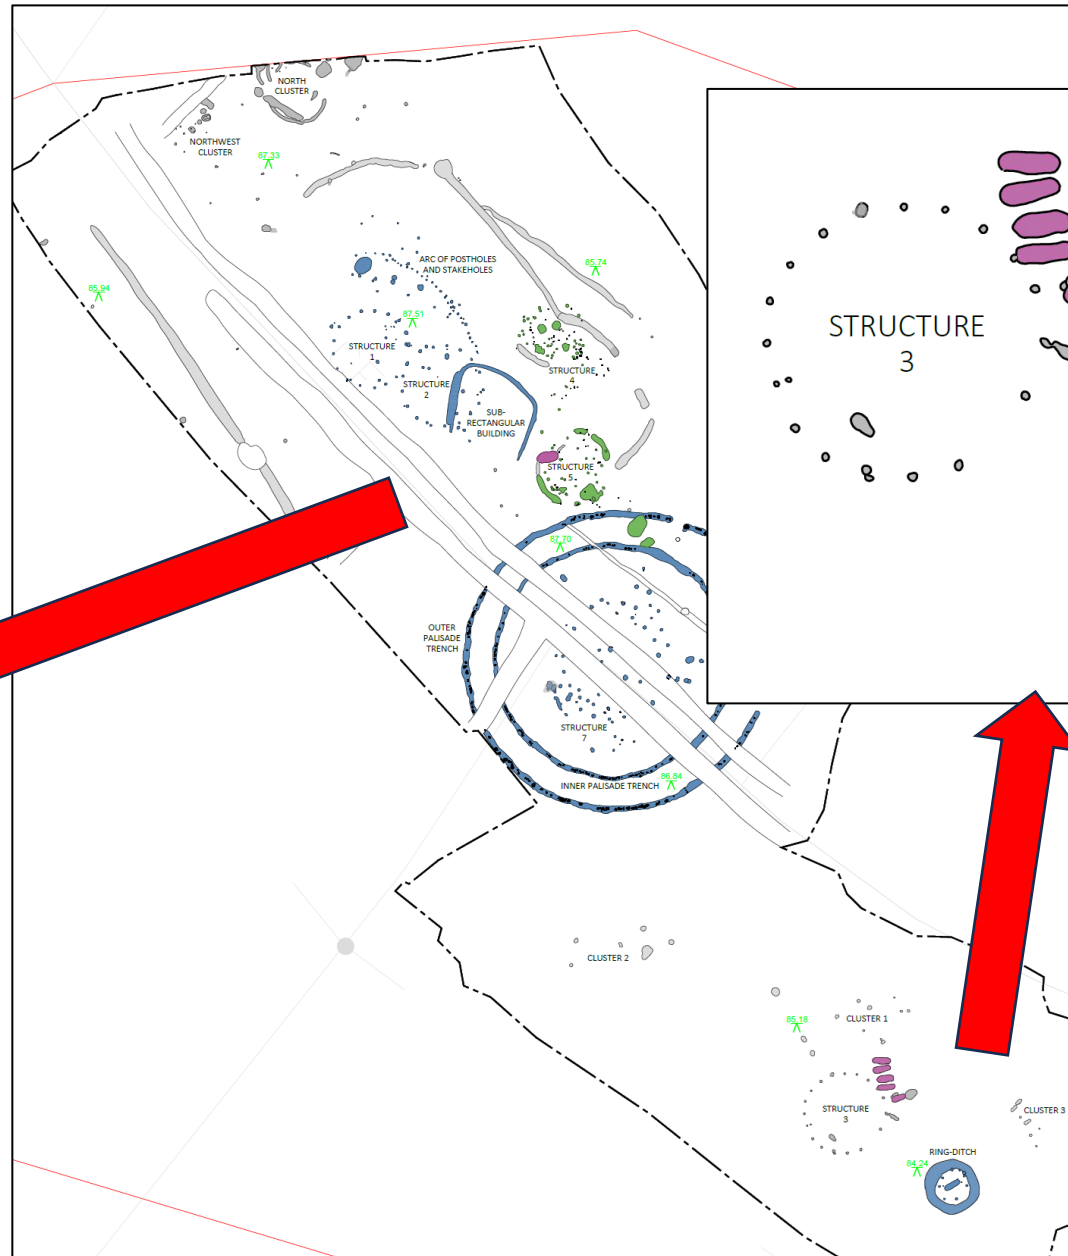 NORTH
CLUSTER
NORTHWEST
CLUSTER
87.33
85.94
ARC OF POSTHOLES
AND STAKEHOLES
85.74
87.51
STRUCTURE
1
STRUCTURE
2
STRUCTURE
4
SUB-
RECTANGULAR
BUILDING
STRUCTURE
5
87.70
OUTER
PALISADE
TRENCH
STRUCTURE
7
INNER PALISADE TRENCH
86.84
STRUCTURE
3
CLUSTER 2
85.18
CLUSTER 1
STRUCTURE
3
CLUSTER 3
RING-DITCH
84.24